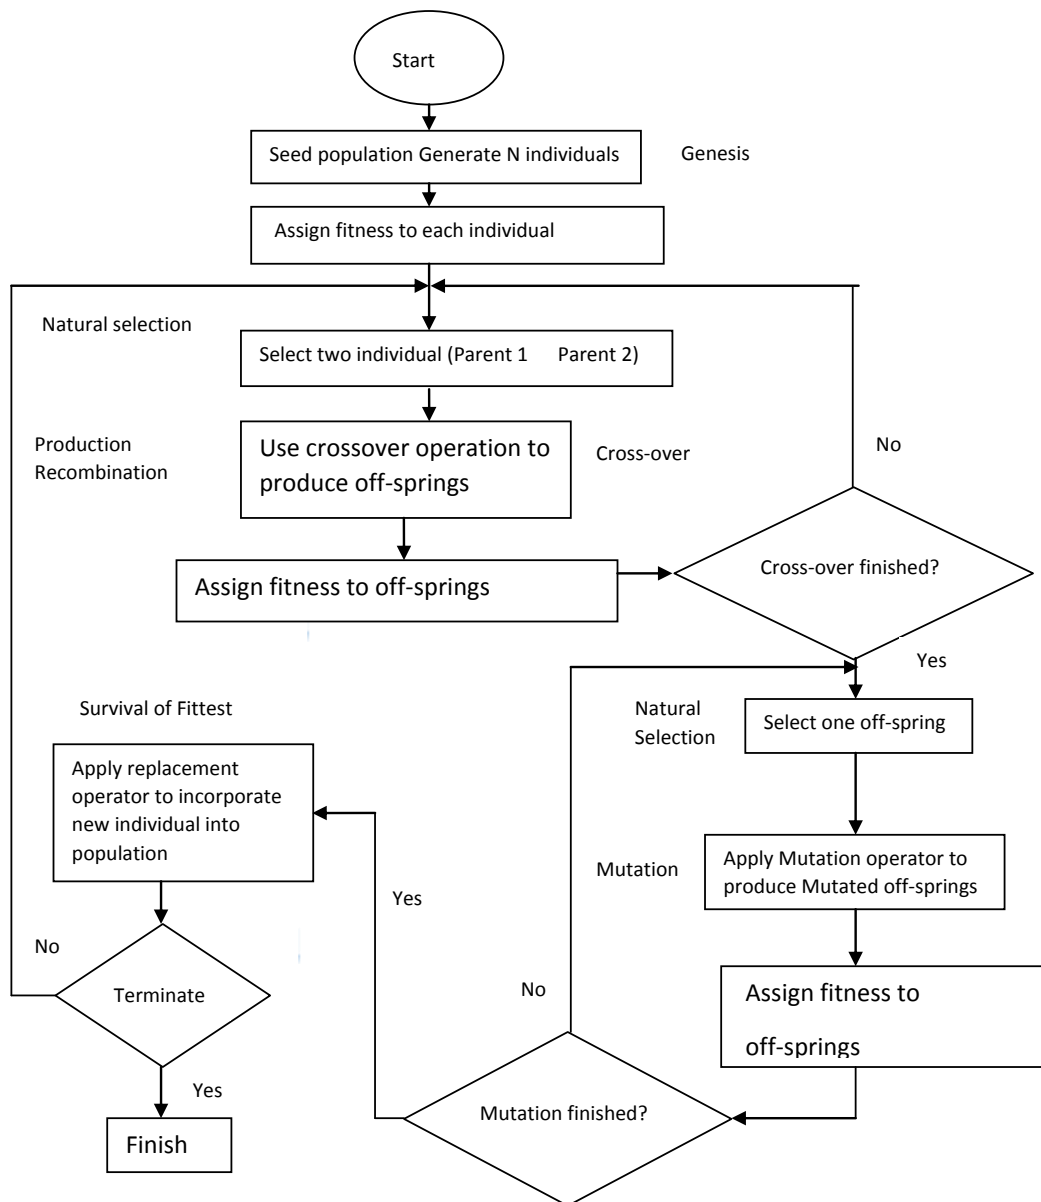 Start
Seed population Generate N individuals
Genesis
Assign fitness to each individual
Natural selection
Select two individual (Parent 1 Parent 2)
Production
Recombination
Use crossover operation to
produce off-springs
Cross-over
No
Cross-over finished?
Assign fitness to off-springs
Yes
Survival of Fittest
Natural
Selection
Select one off-spring
Apply replacement
operator to incorporate
new individual into
population
Mutation
Apply Mutation operator to
produce Mutated off-springs
Yes
No
Terminate
No
Assign fitness to
off-springs
Yes
Mutation finished?
Finish